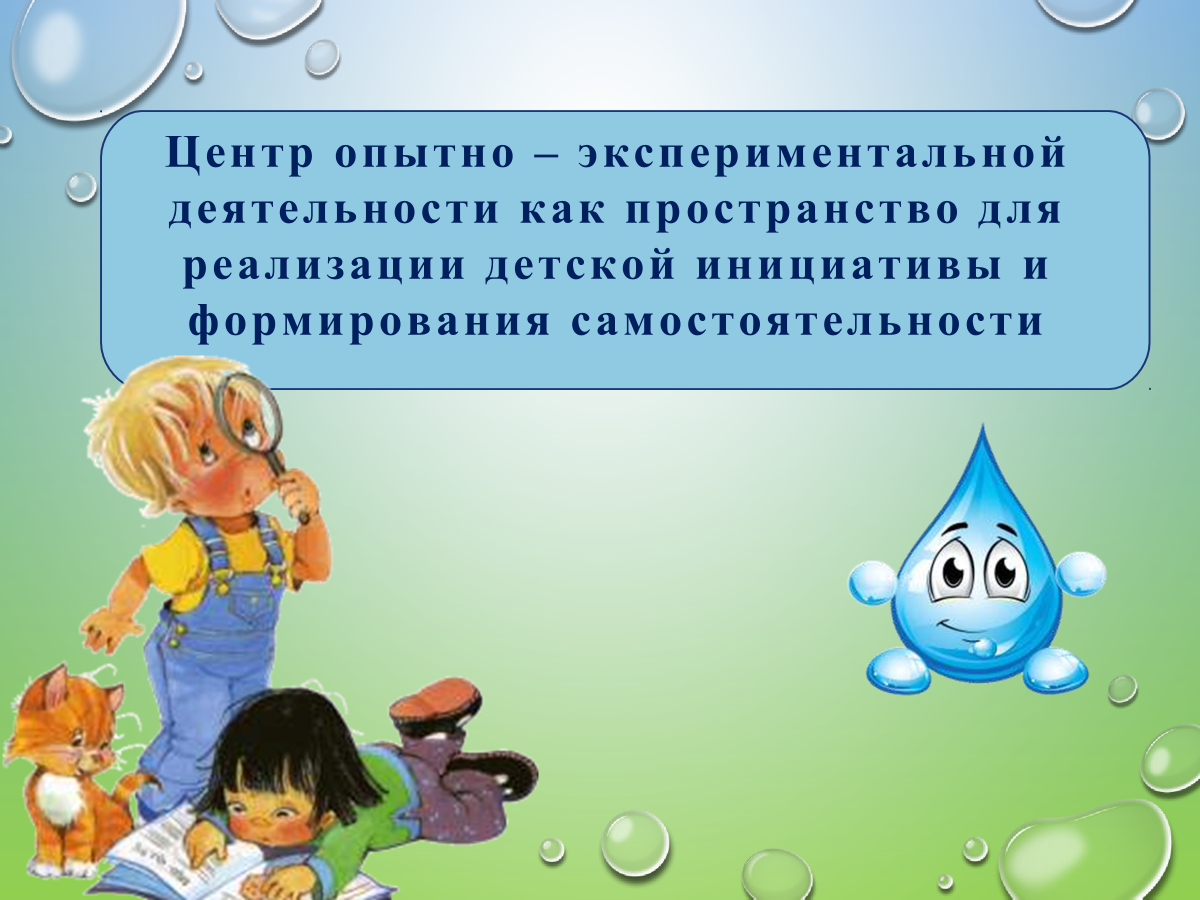 Центр опытно – экспериментальной
деятельности как пространство для
реализации детской инициативы и
формирования самостоятельности